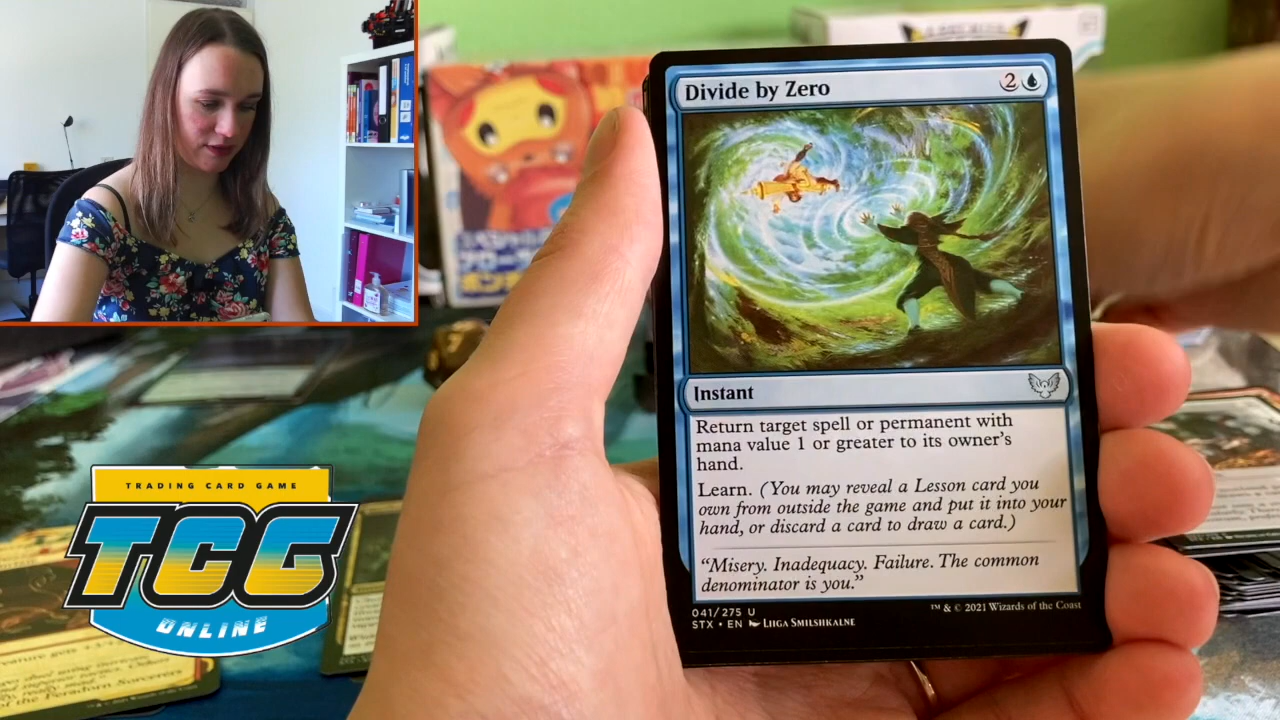 Divide by Zero
2
Instant
Return target spell or permanent with
mana value 1 or greater to its owner's
hand.
Learn. (You may reveal a Lesson card you
own from outside the game and put it into your
hand, or discard a card to draw a card.)
"Misery. Inadequacy. Failure. The common
denominator is you."
041/275 U
STX • EN LIIGA SMILSHKALNE
™ & © 2021 Wizards of the Coast
TRADING CARD GAME
TCG
ONLINE